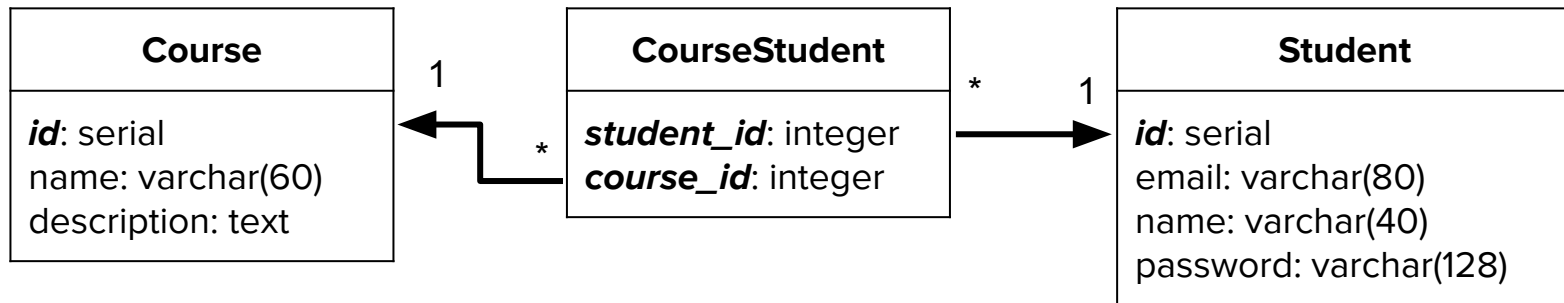 Course
id: serial
name: varchar(60)
description: text
1
*
CourseStudent
student_id: integer
course_id: integer
*
1
Student
id: serial
email: varchar(80)
name: varchar(40)
password: varchar(128)